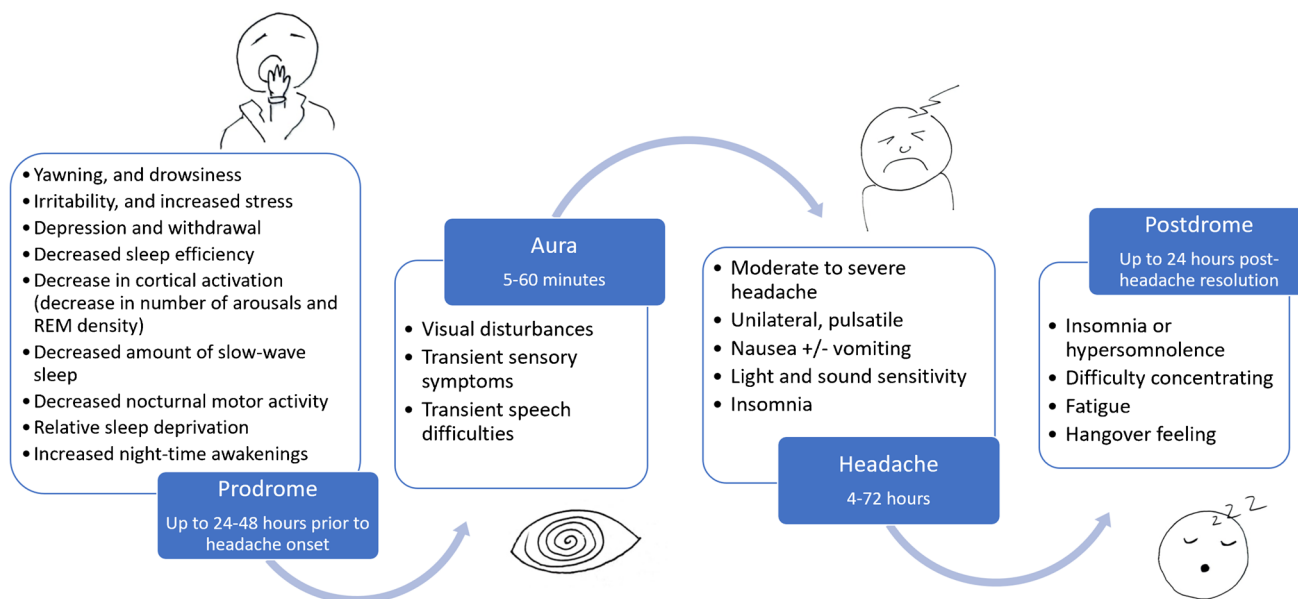 • Yawning, and drowsiness
• Irritability, and increased stress
• Depression and withdrawal
• Decreased sleep efficiency
• Decrease in cortical activation
(decrease in number of arousals and
REM density)
• Decreased amount of slow-wave
sleep
• Decreased nocturnal motor activity
• Relative sleep deprivation
• Increased night-time awakenings
Prodrome
Up to 24-48 hours prior to
headache onset
Aura
5-60 minutes
• Visual disturbances
• Transient sensory
symptoms
• Transient speech
difficulties
• Moderate to severe
headache
• Unilateral, pulsatile
• Nausea +/- vomiting
• Light and sound sensitivity
• Insomnia
Headache
4-72 hours
Postdrome
Up to 24 hours post-
headache resolution
• Insomnia or
hypersomnolence
• Difficulty concentrating
• Fatigue
• Hangover feeling
z z Z